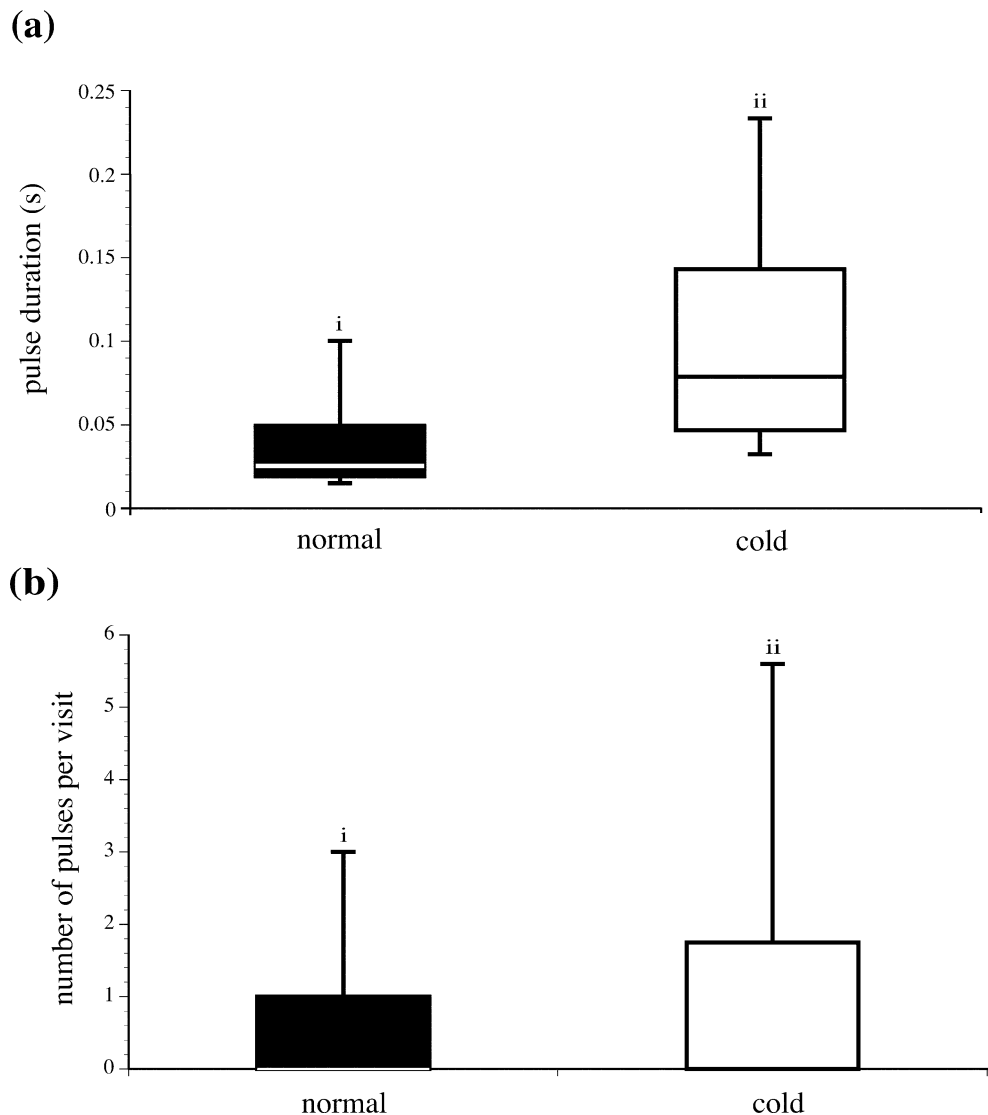 (a)
pulse duration (s)
0.25
0.2
0.15
0.1
0.05
0
i
ii
normal
cold
(b)
number of pulses per visit
6
5
4
3
2
1
0
i
ii
normal
cold